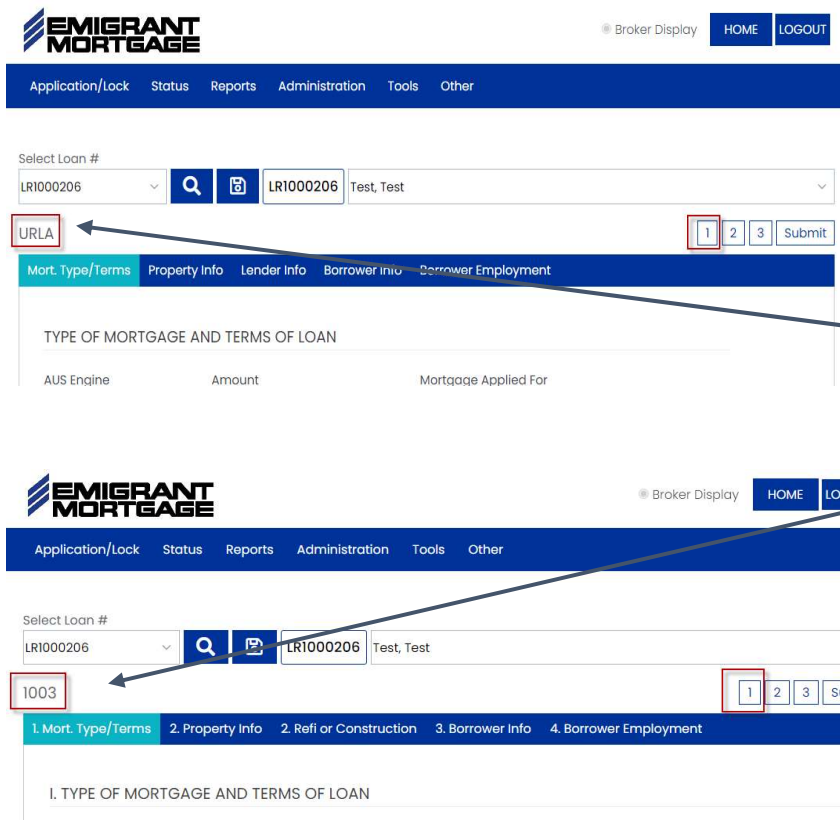 EMIGRANT
MORTGAGE
Broker Display HOME LOGOUT
Application/Lock Status Reports Administration Tools Other
Select Loan #
LR1000206 LR1000206 Test, Test
URLA 1 2 3 Submit
Mort. Type/Terms Property Info Lender Info Borrower Info Borrower Employment
TYPE OF MORTGAGE AND TERMS OF LOAN
AUS Engine Amount Mortgage Applied For
EMIGRANT
MORTGAGE
Broker Display HOME LO
Application/Lock Status Reports Administration Tools Other
Select Loan #
LR1000206 LR1000206 Test, Test
1003 1 2 3 Su
1. Mort. Type/Terms 2. Property Info 2. Refi or Construction 3. Borrower Info 4. Borrower Employment
I. TYPE OF MORTGAGE AND TERMS OF LOAN